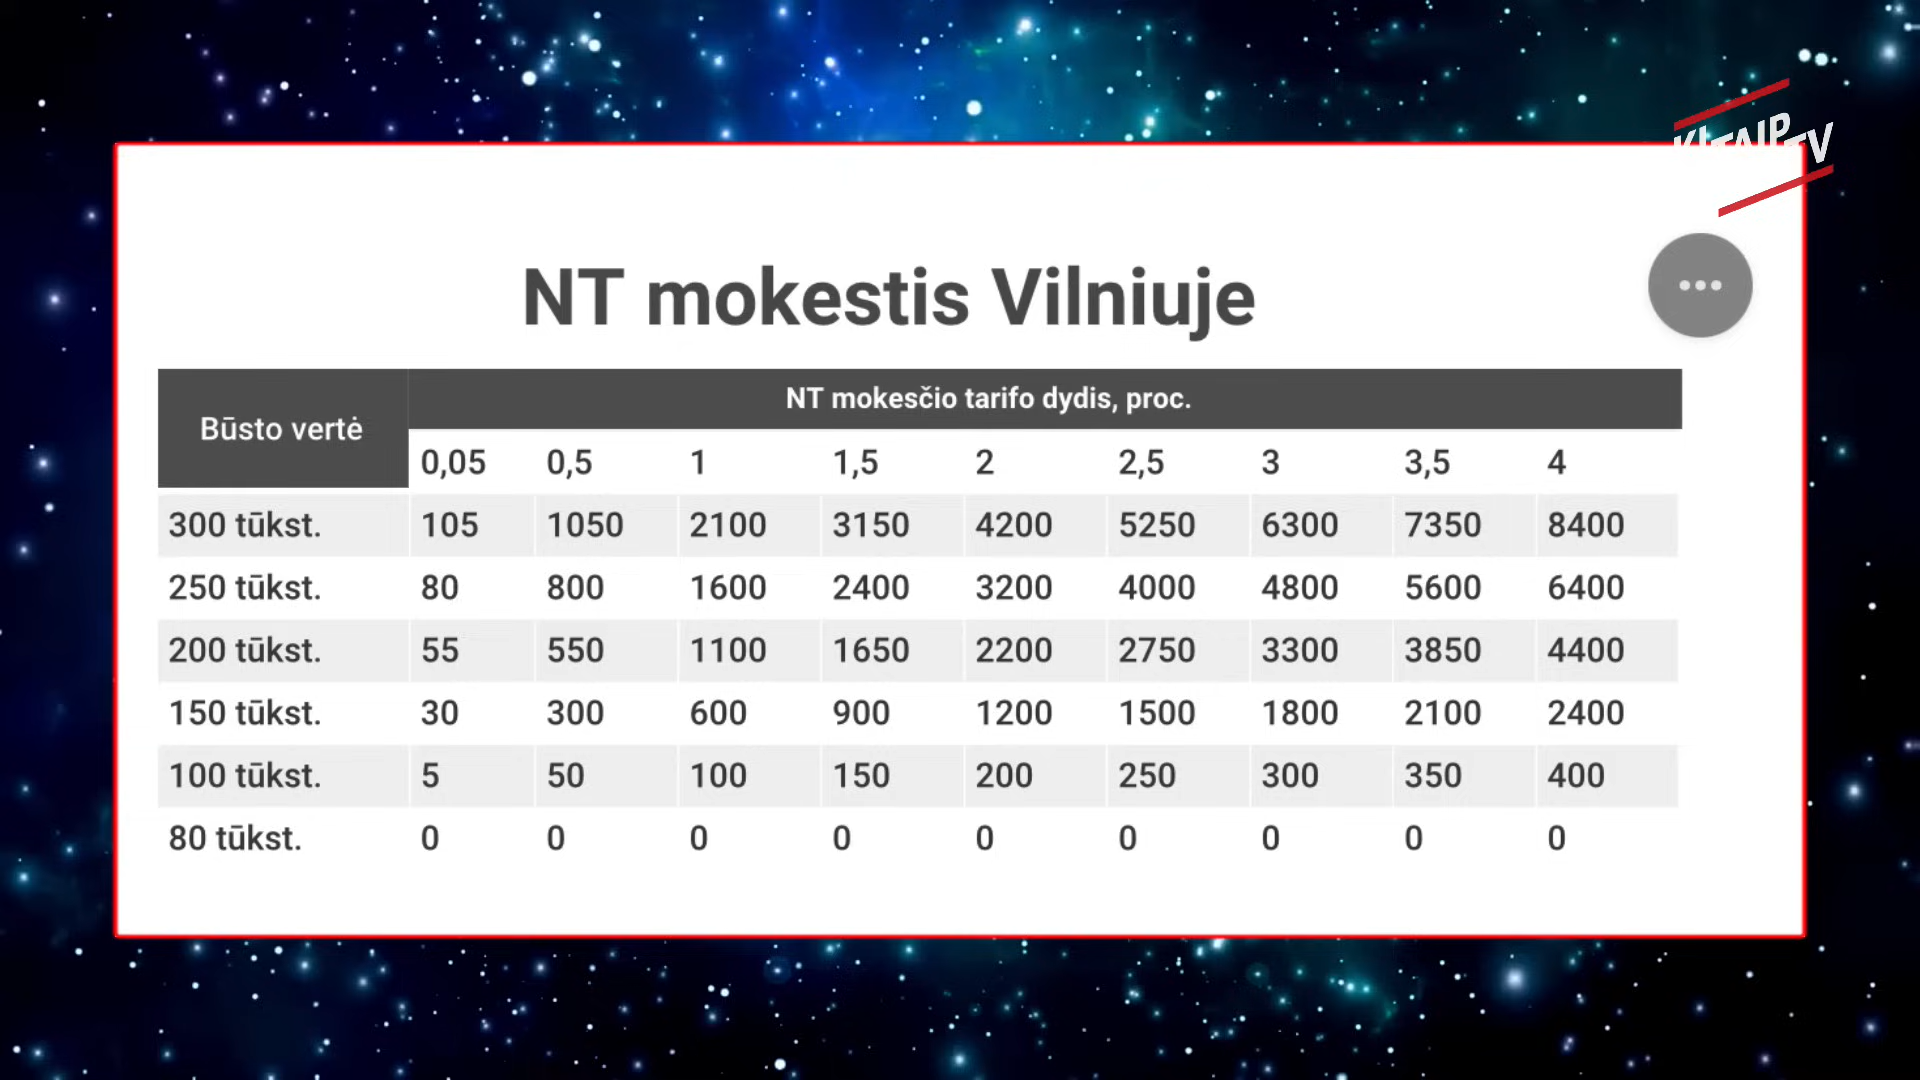 KITAIP TV
NT mokestis Vilniuje
Būsto vertė
NT mokesčio tarifo dydis, proc.
0,05 0,5 1 1,5 2 2,5 3 3,5 4
300 tūkst. 105 1050 2100 3150 4200 5250 6300 7350 8400
250 tūkst. 80 800 1600 2400 3200 4000 4800 5600 6400
200 tūkst. 55 550 1100 1650 2200 2750 3300 3850 4400
150 tūkst. 30 300 600 900 1200 1500 1800 2100 2400
100 tūkst. 5 50 100 150 200 250 300 350 400
80 tūkst. 0 0 0 0 0 0 0 0 0